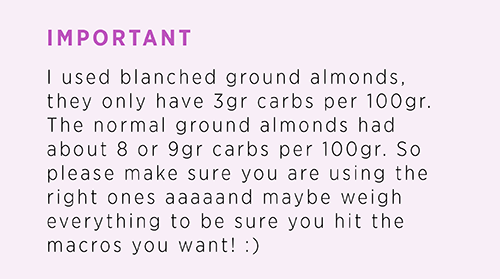 IMPORTANT
I used blanched ground almonds,
they only have 3gr carbs per 100gr.
The normal ground almonds had
about 8 or 9gr carbs per 100gr. So
please make sure you are using the
right ones aaaaand maybe weigh
everything to be sure you hit the
macros you want! :)